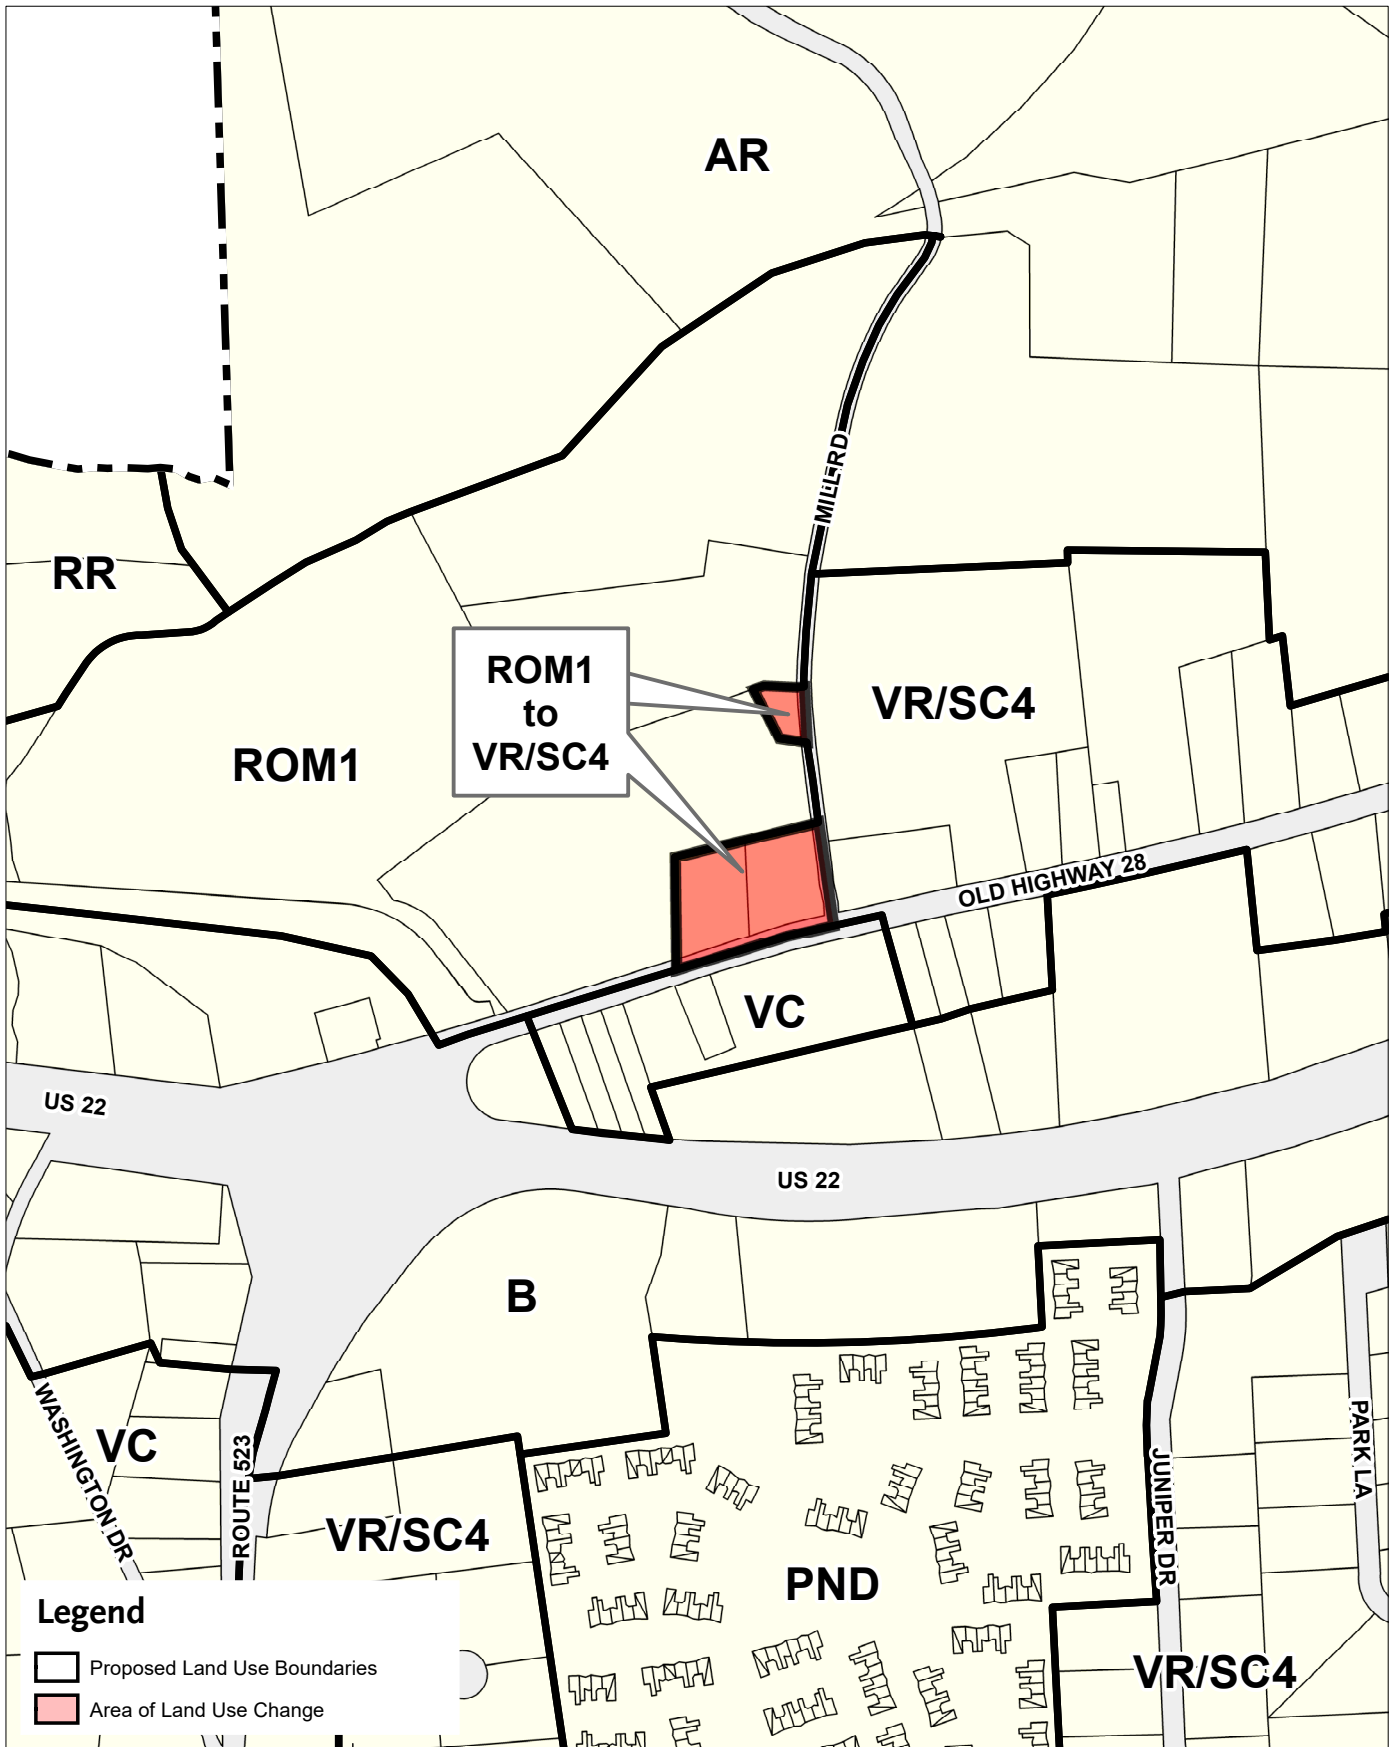 AR
MILL RD
RR
ROM1
to
VR/SC4
VR/SC4
ROM1
OLD HIGHWAY 28
VC
US 22
US 22
B
WASHINGTON DR
VC
ROUTE 523
VR/SC4
PND
JUNIPER DR
PARK LA
VR/SC4
Legend
Proposed Land Use Boundaries
Area of Land Use Change